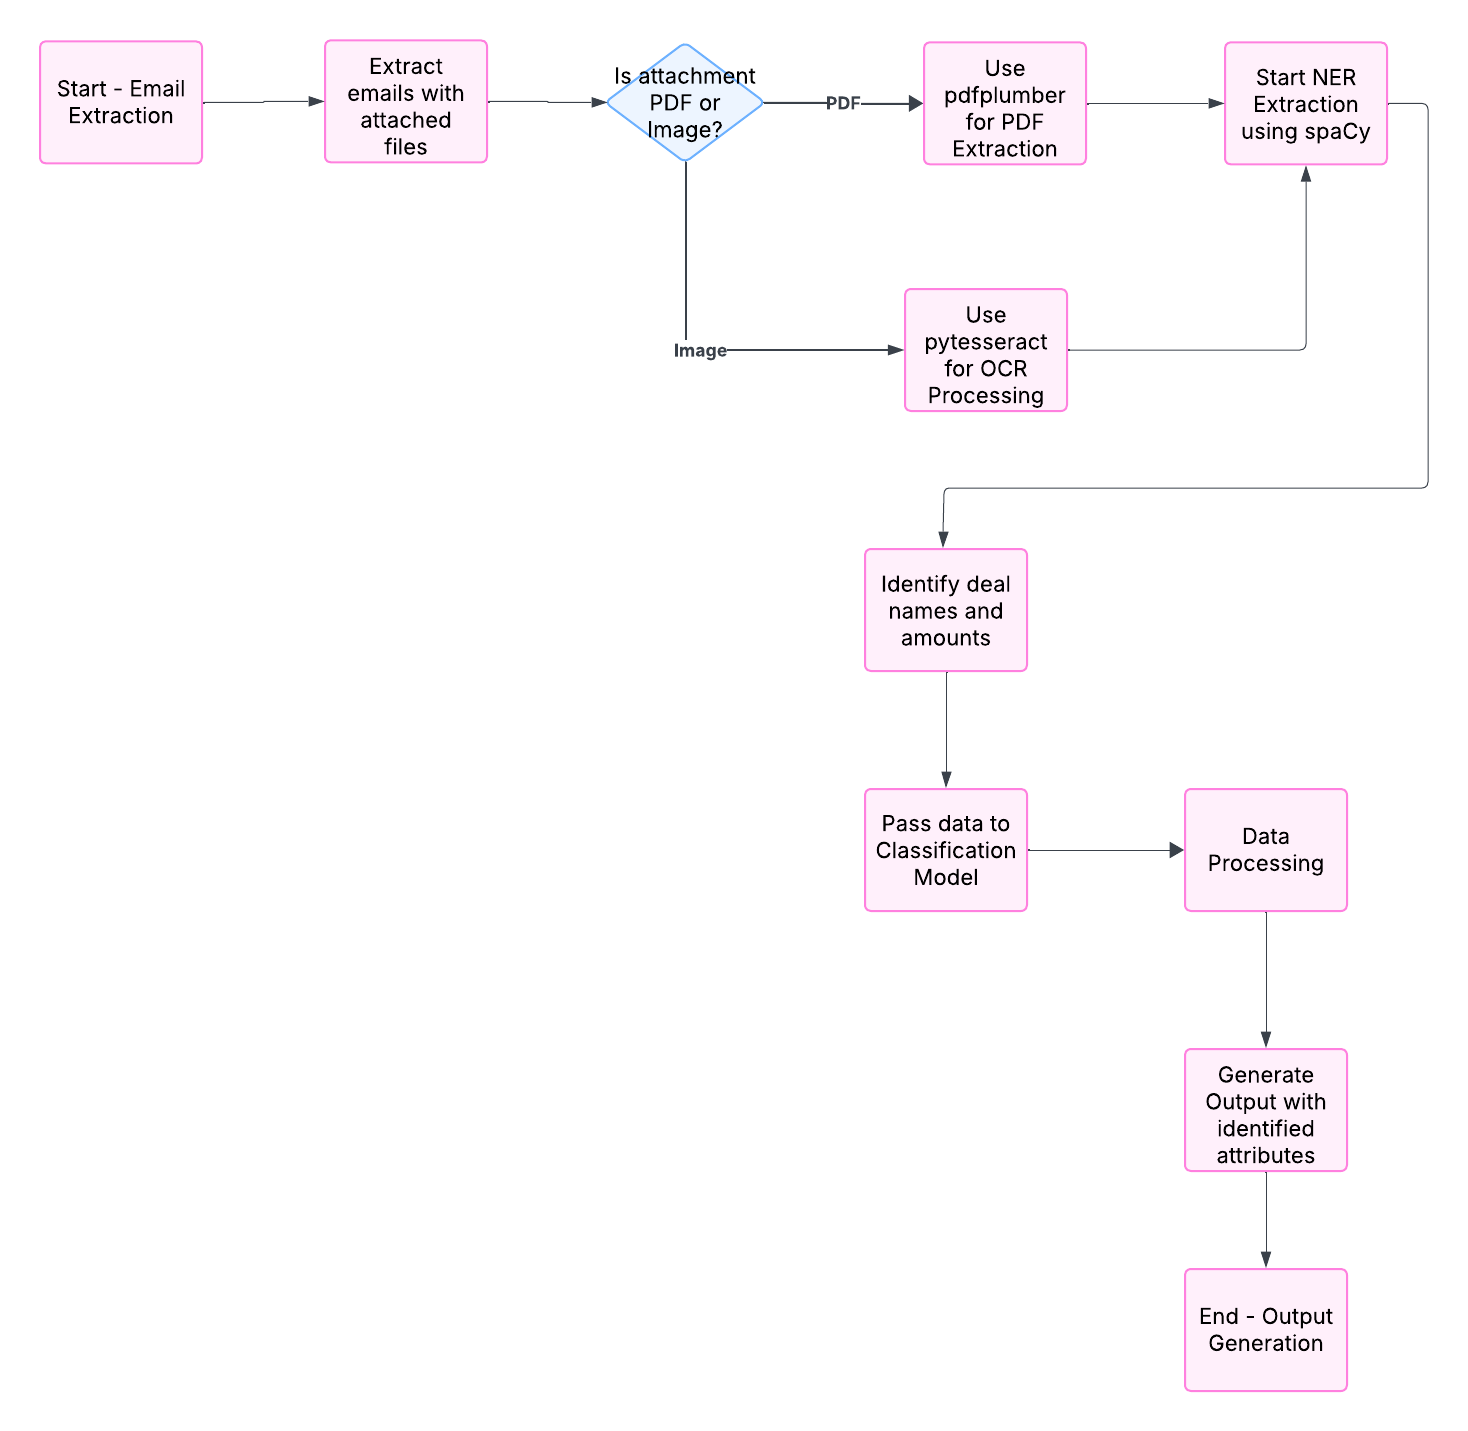 Start - Email
Extraction
Extract
emails with
attached
files
Is attachment
PDF or
Image?
PDF
Use
pdfplumber
for PDF
Extraction
Start NER
Extraction
using spaCy
Image
Use
pytesseract
for OCR
Processing
Identify deal
names and
amounts
Pass data to
Classification
Model
Data
Processing
Generate
Output with
identified
attributes
End - Output
Generation